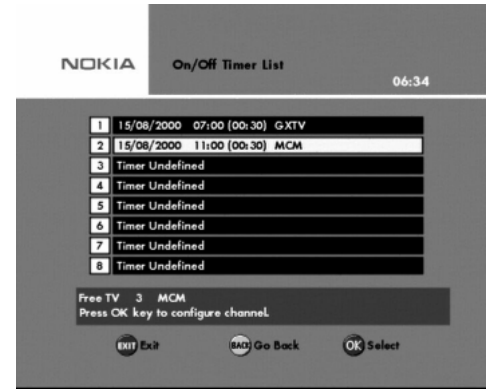 NOKIA On/Off Timer List
06:34
1 15/08/2000 07:00 (00:30) GXTV
2 15/08/2000 11:00 (00:30) MCM
3 Timer Undefined
4 Timer Undefined
5 Timer Undefined
6 Timer Undefined
7 Timer Undefined
8 Timer Undefined
Free TV 3 MCM
Press OK key to configure channel.
EXIT Exit BACK Go Back OK Select